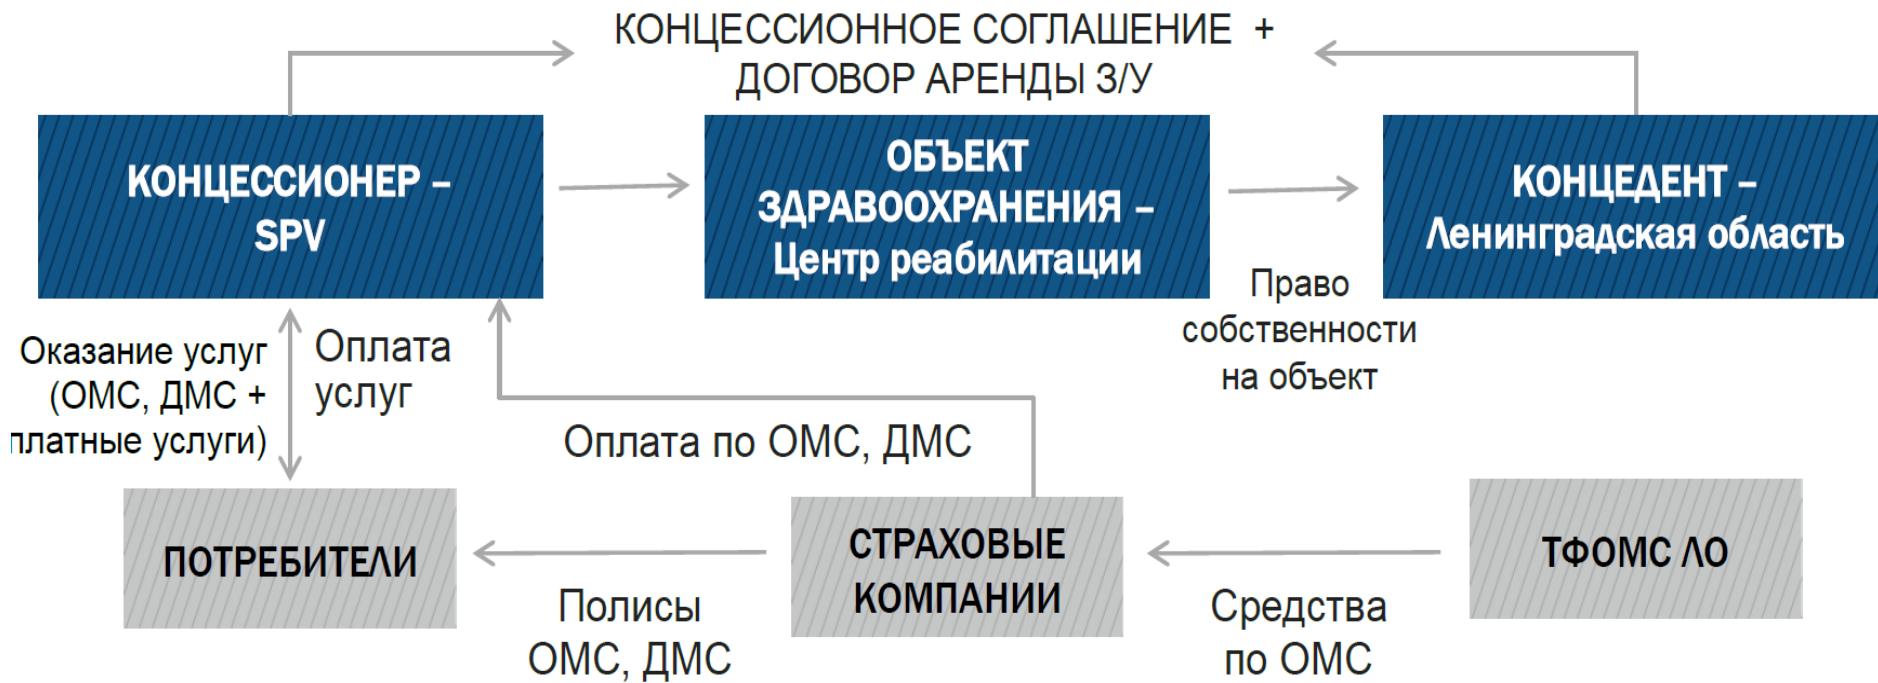 КОНЦЕССИОННОЕ СОГЛАШЕНИЕ +
ДОГОВОР АРЕНДЫ З/У
КОНЦЕССИОНЕР –
SPV
ОБЪЕКТ
ЗДРАВООХРАНЕНИЯ –
Центр реабилитации
КОНЦЕДЕНТ –
Ленинградская область
Право
собственности
на объект
Оказание услуг
(ОМС, ДМС +
платные услуги)
Оплата
услуг
Оплата по ОМС, ДМС
ПОТРЕБИТЕЛИ
СТРАХОВЫЕ
КОМПАНИИ
ТФОМС ЛО
Полисы
ОМС, ДМС
Средства
по ОМС